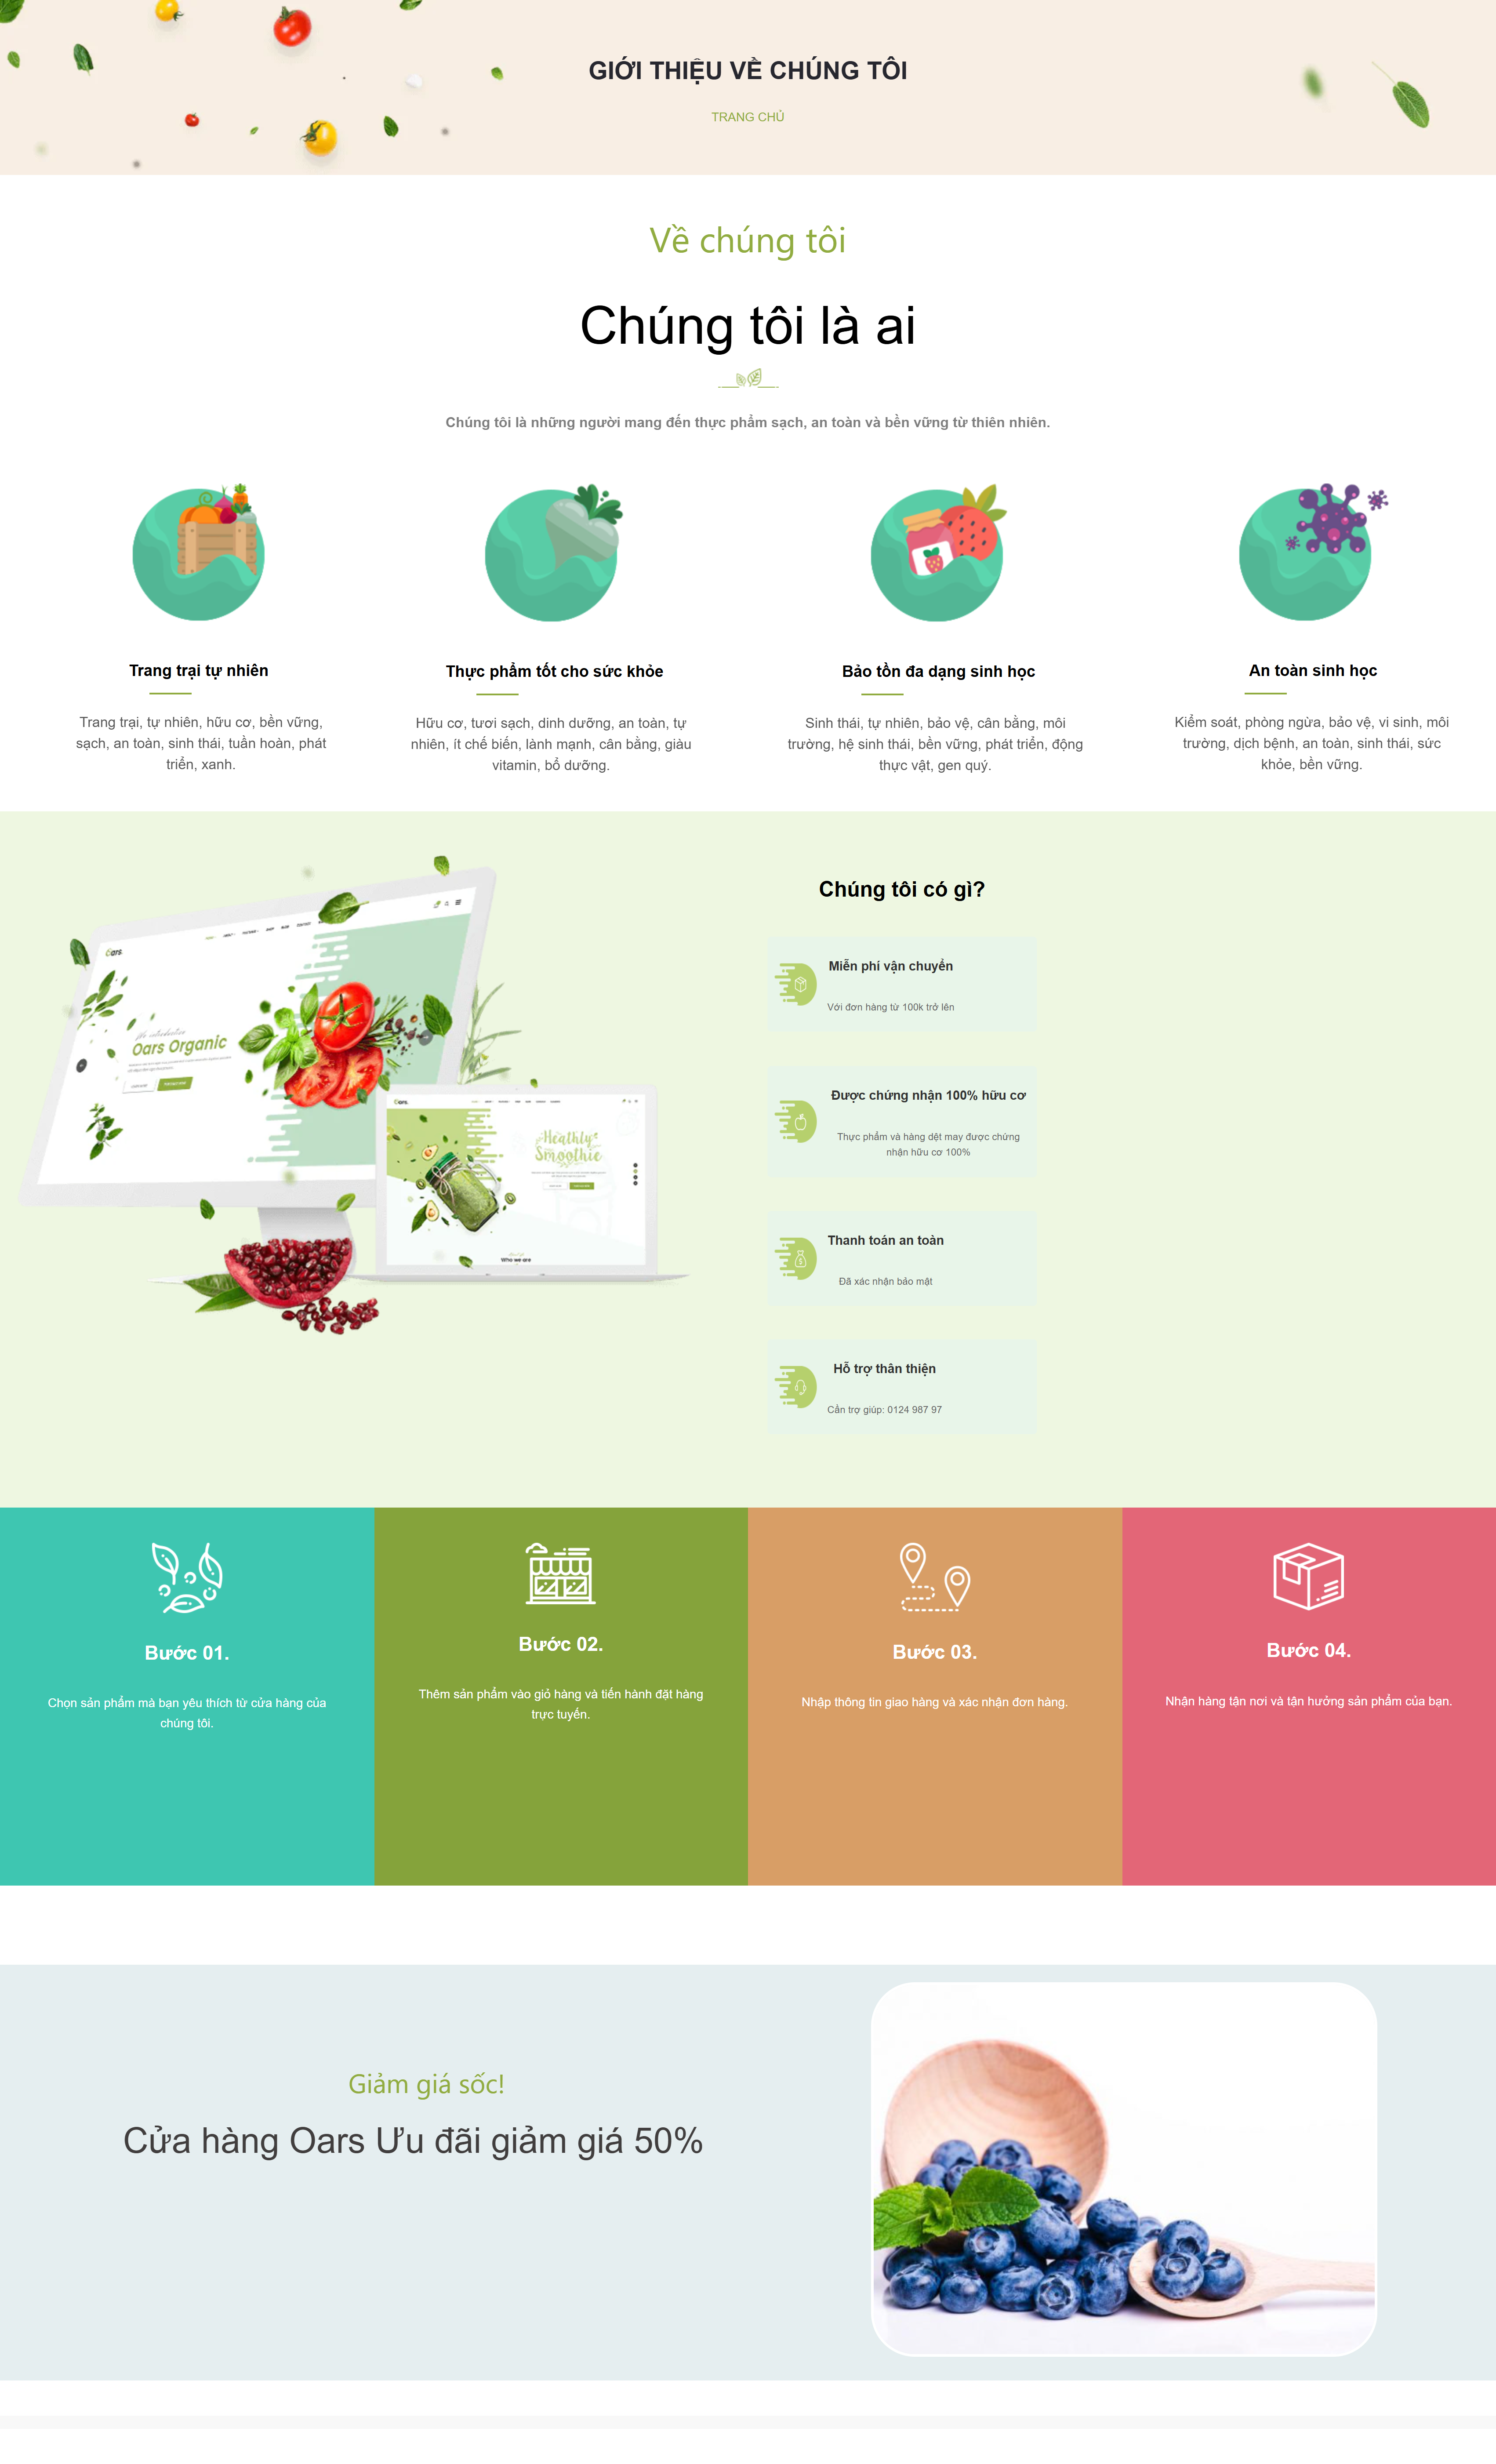 GIỚI THIỆU VỀ CHÚNG TÔI
TRANG CHỦ
Về chúng tôi
Chúng tôi là ai
Chúng tôi là những người mang đến thực phẩm sạch, an toàn và bền vững từ thiên nhiên.
Trang trại tự nhiên
Trang trại, tự nhiên, hữu cơ, bền vững,
sạch, an toàn, sinh thái, tuần hoàn, phát
triển, xanh.
Thực phẩm tốt cho sức khỏe
Hữu cơ, tươi sạch, dinh dưỡng, an toàn, tự
nhiên, ít chế biến, lành mạnh, cân bằng, giàu
vitamin, bổ dưỡng.
Bảo tồn đa dạng sinh học
Sinh thái, tự nhiên, bảo vệ, cân bằng, môi
trường, hệ sinh thái, bền vững, phát triển, động
thực vật, gen quý.
An toàn sinh học
Kiểm soát, phòng ngừa, bảo vệ, vi sinh, môi
trường, dịch bệnh, an toàn, sinh thái, sức
khỏe, bền vững.
Oars.
Oars Organic
Oars.
Heathly
Smoothie
Who we are
Chúng tôi có gì?
Miễn phí vận chuyển
Với đơn hàng từ 100k trở lên
Được chứng nhận 100% hữu cơ
Thực phẩm và hàng dệt may được chứng
nhận hữu cơ 100%
Thanh toán an toàn
Đã xác nhận bảo mật
Hỗ trợ thân thiện
Cần trợ giúp: 0124 987 97
Bước 01.
Chọn sản phẩm mà bạn yêu thích từ cửa hàng của
chúng tôi.
Bước 02.
Thêm sản phẩm vào giỏ hàng và tiến hành đặt hàng
trực tuyến.
Bước 03.
Nhập thông tin giao hàng và xác nhận đơn hàng.
Bước 04.
Nhận hàng tận nơi và tận hưởng sản phẩm của bạn.
Giảm giá sốc!
Cửa hàng Oars Ưu đãi giảm giá 50%